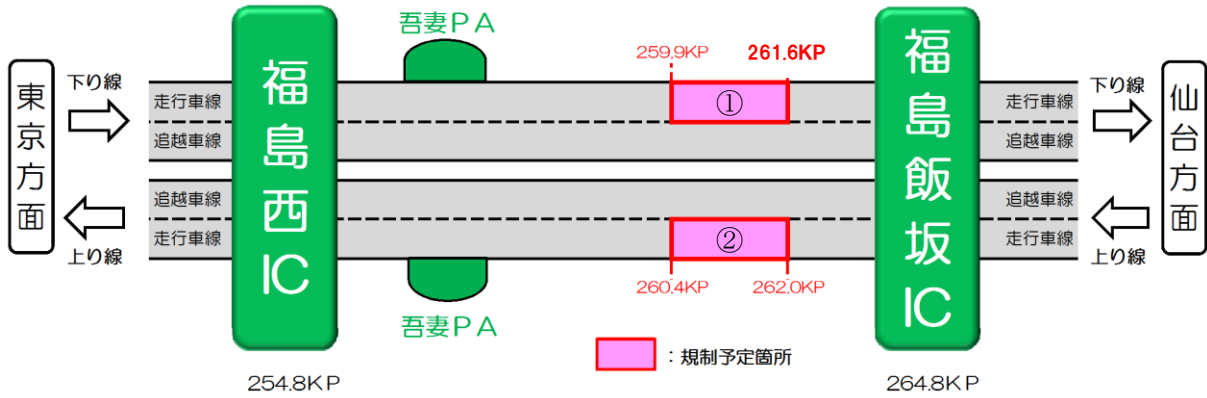 吾妻ＰＡ
259.9KP
261.6KP
福島西IC
福島飯坂IC
東京方面
仙台方面
下り線
走行車線
追越車線
①
下り線
走行車線
追越車線
追越車線
走行車線
上り線
②
追越車線
走行車線
上り線
260.4KP
262.0KP
吾妻ＰＡ
：規制予定箇所
254.8KP
264.8KP